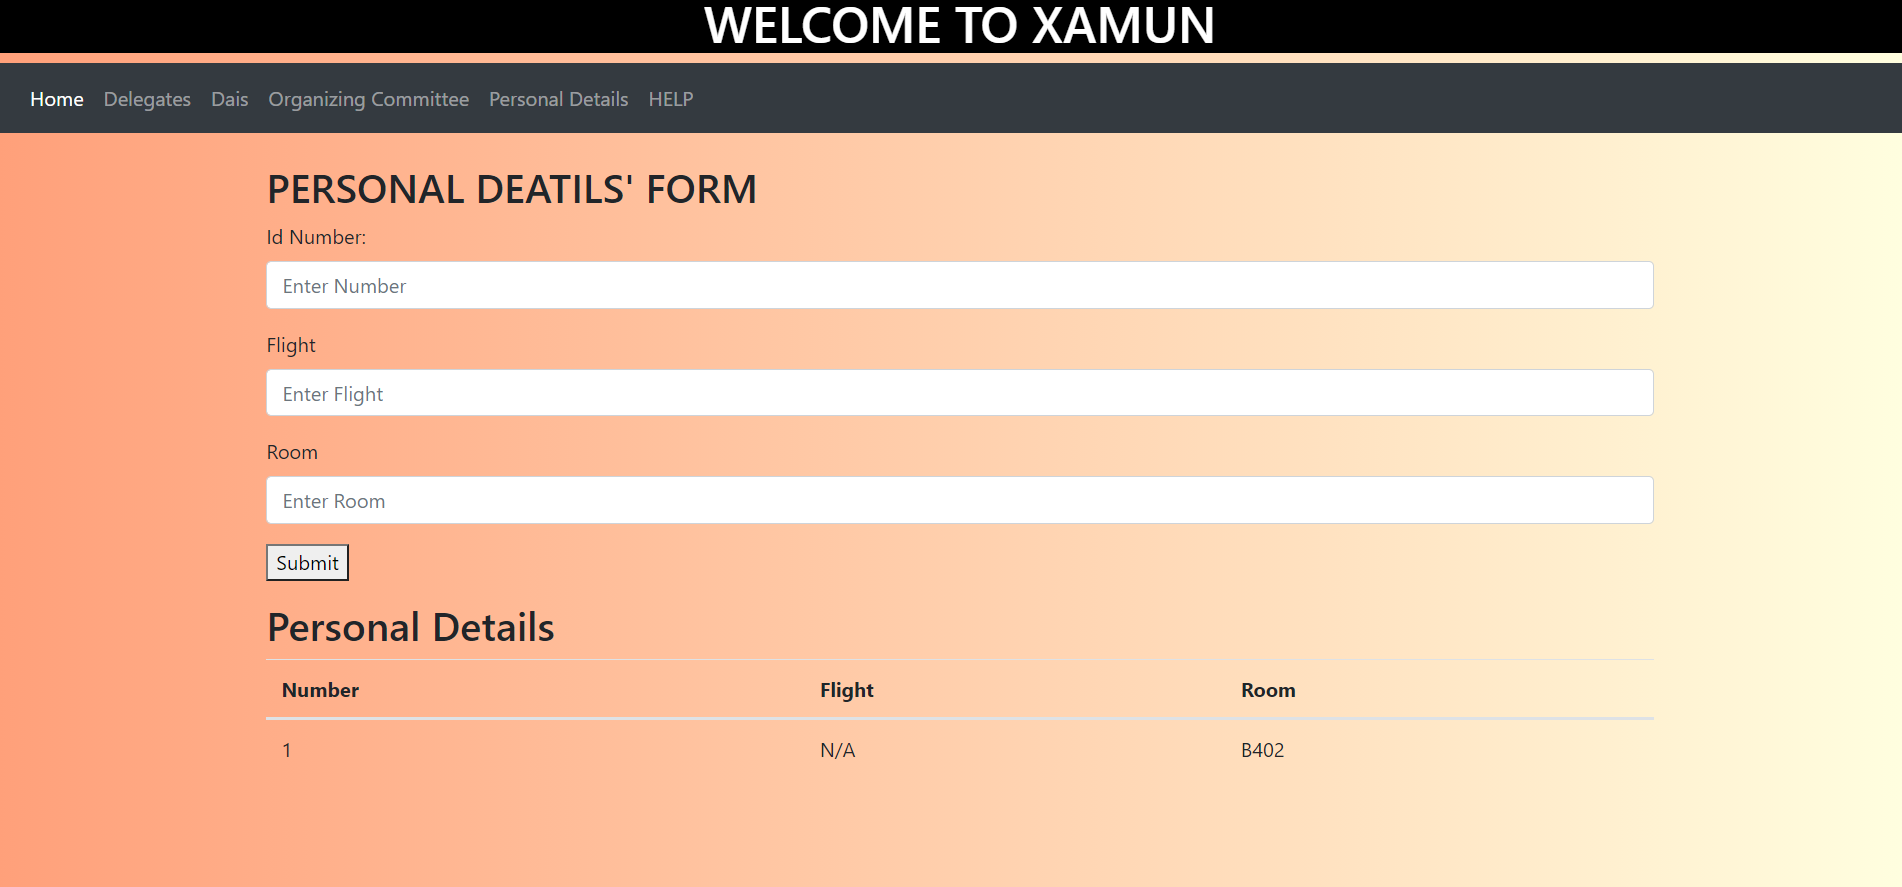 WELCOME TO XAMUN
Home Delegates Dais Organizing Committee Personal Details HELP
PERSONAL DEATILS' FORM
Id Number:
Enter Number
Flight
Enter Flight
Room
Enter Room
Submit
Personal Details
Number Flight Room
1 N/A B402